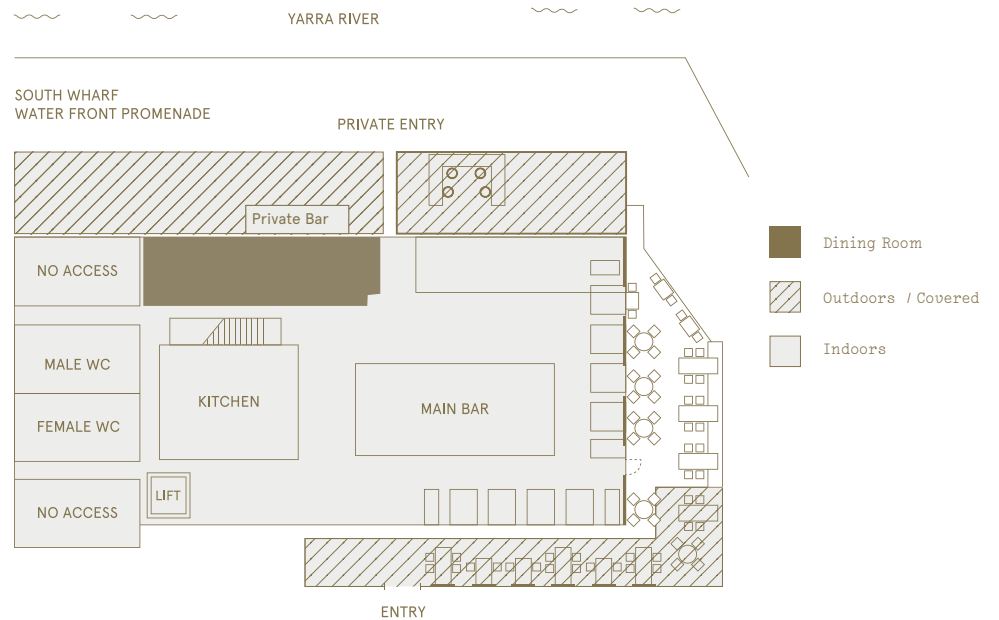 YARRA RIVER
SOUTH WHARF
WATER FRONT PROMENADE
PRIVATE ENTRY
Private Bar
NO ACCESS
Dining Room
Outdoors / Covered
Indoors
MALE WC
KITCHEN
MAIN BAR
FEMALE WC
LIFT
NO ACCESS
ENTRY